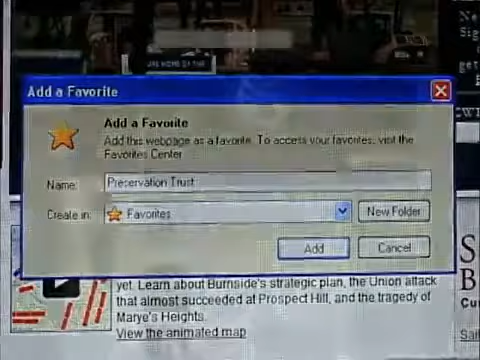 Add a Favorite
Add a Favorite
Add this webpage as a favorite. To access your favorites, visit the
Favorites Center
Name:
Preservation Trust
Create in:
Favorites
New Folder
Add
Cancel
yet. Learn about Burnside's strategic plan, the Union attack
that almost succeeded at Prospect Hill, and the tragedy of
Marye's Heights.
View the animated map